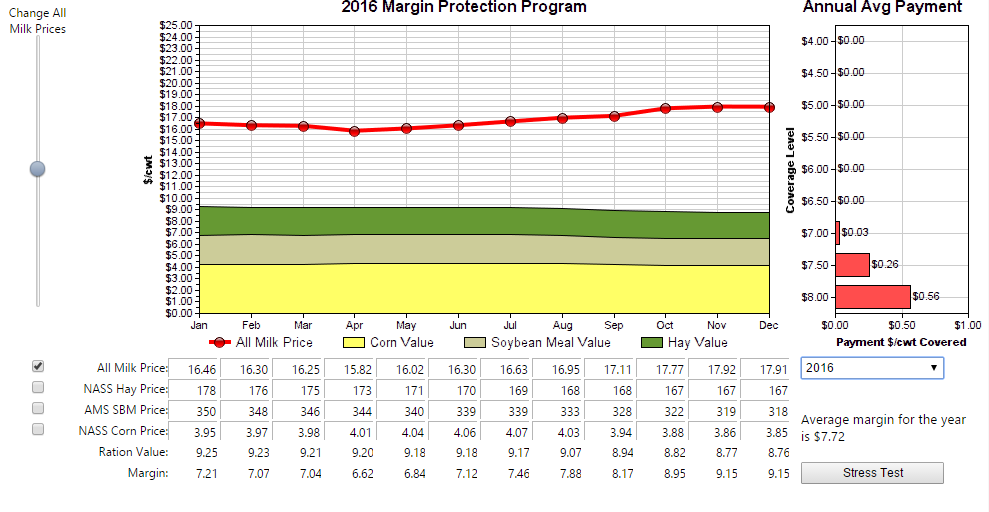 Change All
Milk Prices
2016 Margin Protection Program
$/cwt
$25.00
$24.00
$23.00
$22.00
$21.00
$20.00
$19.00
$18.00
$17.00
$16.00
$15.00
$14.00
$13.00
$12.00
$11.00
$10.00
$9.00
$8.00
$7.00
$6.00
$5.00
$4.00
$3.00
$2.00
$1.00
$0.00
Jan Feb Mar Apr May Jun Jul Aug Sep Oct Nov Dec
All Milk Price Corn Value Soybean Meal Value Hay Value
Annual Avg Payment
Coverage Level
$4.00 $0.00
$4.50 $0.00
$5.00 $0.00
$5.50 $0.00
$6.00 $0.00
$6.50 $0.00
$7.00 $0.03
$7.50 $0.26
$8.00 $0.56
$0.00 $0.50 $1.00
Payment $/cwt Covered
All Milk Price: 16.46 16.30 16.25 15.82 16.02 16.30 16.63 16.95 17.11 17.77 17.92 17.91
NASS Hay Price: 178 176 175 173 171 170 169 168 168 167 167 167
AMS SBM Price: 350 348 346 344 340 339 339 333 328 322 319 318
NASS Corn Price: 3.95 3.97 3.98 4.01 4.04 4.06 4.07 4.03 3.94 3.88 3.86 3.85
Ration Value: 9.25 9.23 9.21 9.20 9.18 9.18 9.17 9.07 8.94 8.82 8.77 8.76
Margin: 7.21 7.07 7.04 6.62 6.84 7.12 7.46 7.88 8.17 8.95 9.15 9.15
2016
Average margin for the year
is $7.72
Stress Test